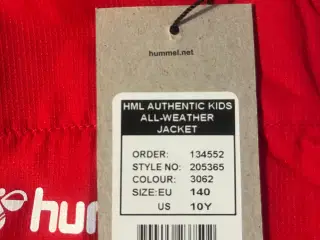 hummel.net
HML AUTHENTIC KIDS
ALL-WEATHER
JACKET
ORDER: 134552
STYLE NO: 205365
COLOUR: 3062
SIZE: EU 140
US 10Y
hum